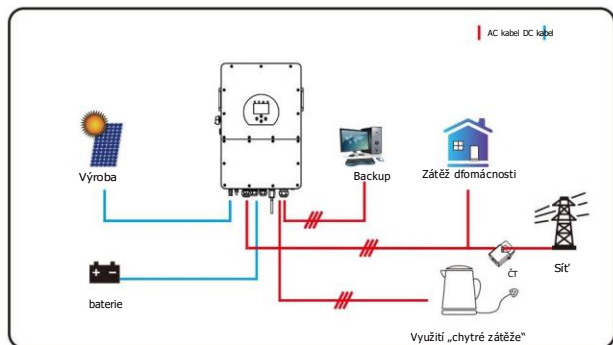 AC kabel DC kabel
Výroba
Backup
Zátěž dfomácnosti
baterie
ČT
Síť
Využití „chytré zátěže“